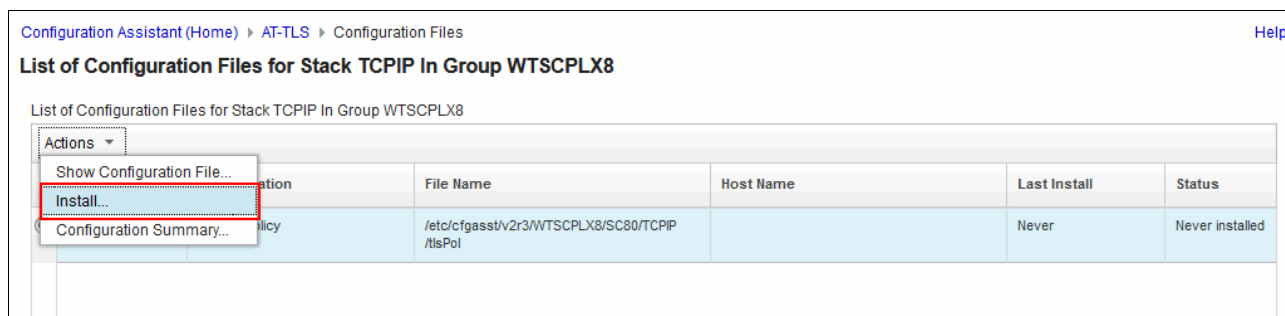 Configuration Assistant (Home) ▸ AT-TLS ▸ Configuration Files Help
List of Configuration Files for Stack TCPIP In Group WTSCPLX8
List of Configuration Files for Stack TCPIP In Group WTSCPLX8
Actions
Show Configuration File...
Install...
Configuration Summary...
File Name Host Name Last Install Status
/etc/cfgasst/v2r3/WTSCPLX8/SC80/TCPIP Never Never installed
/tlsPol